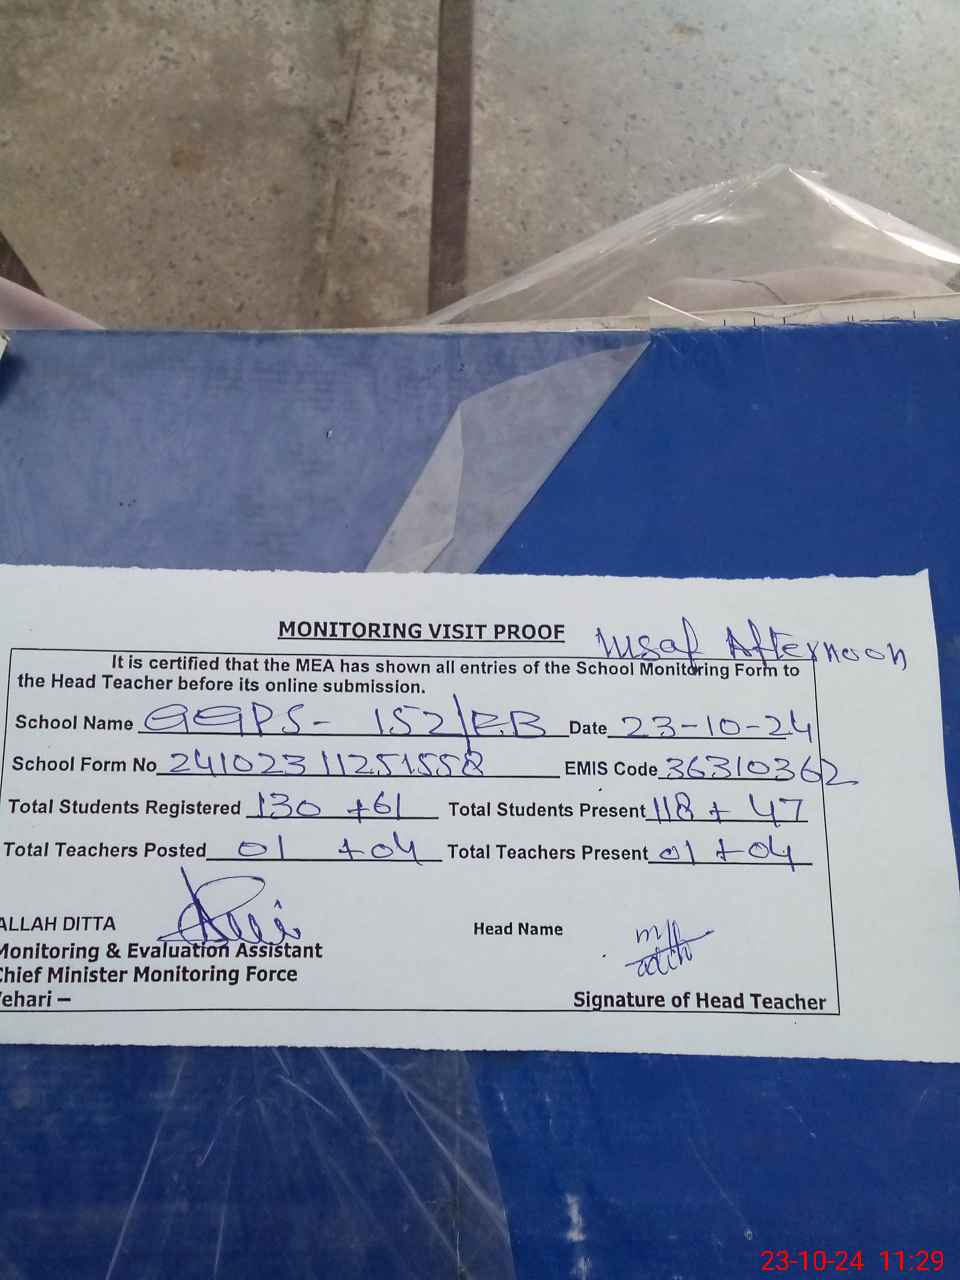 MONITORING VISIT PROOF Insaf Afternoon
It is certified that the MEA has shown all entries of the School Monitoring Form to
the Head Teacher before its online submission.
School Name GGPS- 152/E.B Date 23-10-24
School Form No 24102311251558 EMIS Code 36310362
Total Students Registered 130 +61 Total Students Present 118 + 47
Total Teachers Posted 01 +04 Total Teachers Present 01 + 04
ALLAH DITTA Head Name
Monitoring & Evaluation Assistant
Chief Minister Monitoring Force
Vehari – Signature of Head Teacher
23-10-24 11:29